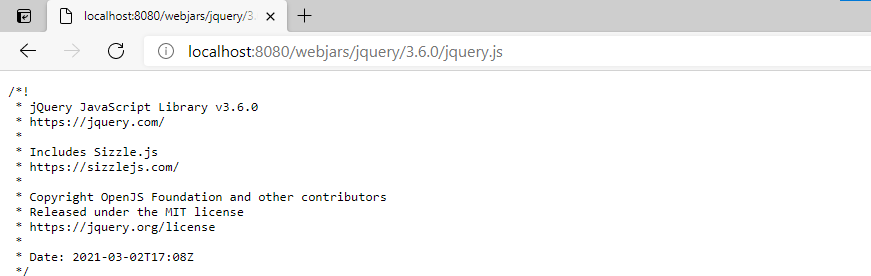 localhost:8080/webjars/jquery/3.
localhost:8080/webjars/jquery/3.6.0/jquery.js
/*!
 * jQuery JavaScript Library v3.6.0
 * https://jquery.com/
 *
 * Includes Sizzle.js
 * https://sizzlejs.com/
 *
 * Copyright OpenJS Foundation and other contributors
 * Released under the MIT license
 * https://jquery.org/license
 *
 * Date: 2021-03-02T17:08Z
 */